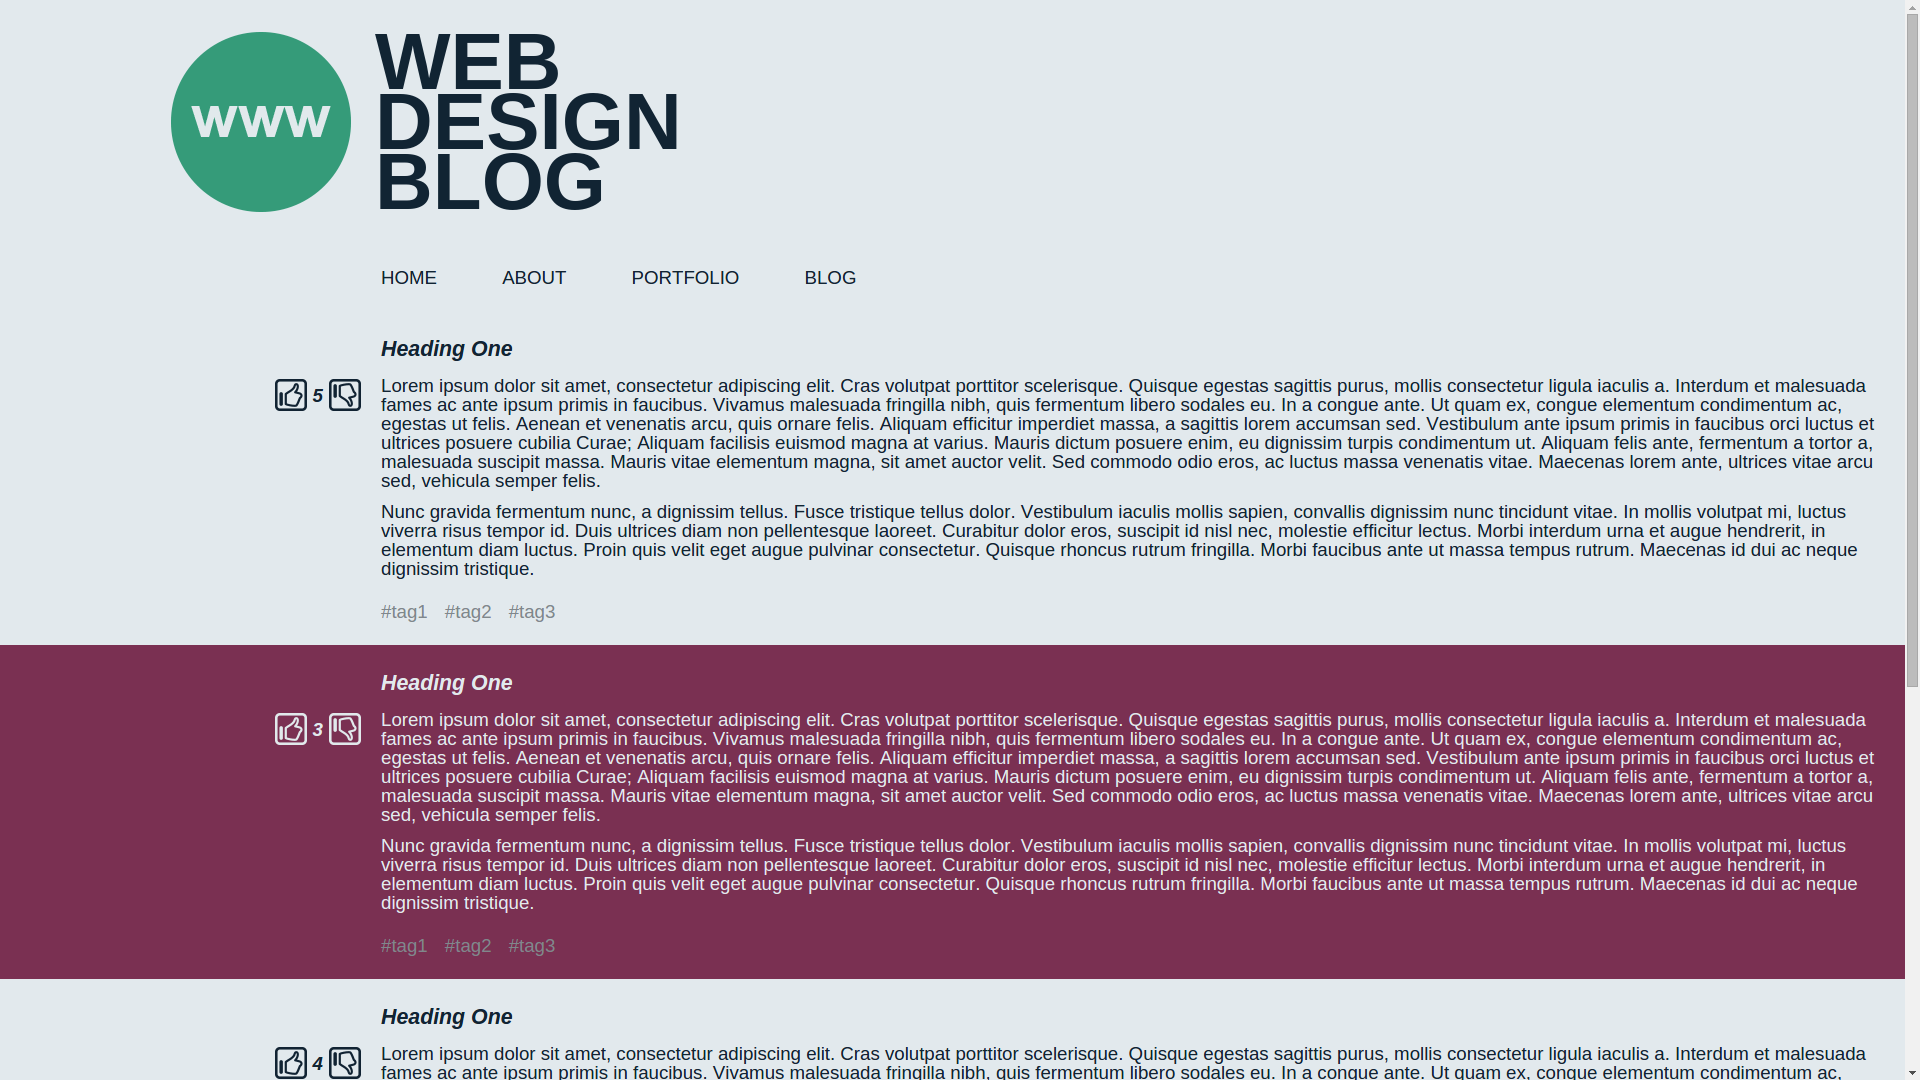 www
WEB
DESIGN
BLOG
HOME ABOUT PORTFOLIO BLOG
Heading One
5
Lorem ipsum dolor sit amet, consectetur adipiscing elit. Cras volutpat porttitor scelerisque. Quisque egestas sagittis purus, mollis consectetur ligula iaculis a. Interdum et malesuada
fames ac ante ipsum primis in faucibus. Vivamus malesuada fringilla nibh, quis fermentum libero sodales eu. In a congue ante. Ut quam ex, congue elementum condimentum ac,
egestas ut felis. Aenean et venenatis arcu, quis ornare felis. Aliquam efficitur imperdiet massa, a sagittis lorem accumsan sed. Vestibulum ante ipsum primis in faucibus orci luctus et
ultrices posuere cubilia Curae; Aliquam facilisis euismod magna at varius. Mauris dictum posuere enim, eu dignissim turpis condimentum ut. Aliquam felis ante, fermentum a tortor a,
malesuada suscipit massa. Mauris vitae elementum magna, sit amet auctor velit. Sed commodo odio eros, ac luctus massa venenatis vitae. Maecenas lorem ante, ultrices vitae arcu
sed, vehicula semper felis.
Nunc gravida fermentum nunc, a dignissim tellus. Fusce tristique tellus dolor. Vestibulum iaculis mollis sapien, convallis dignissim nunc tincidunt vitae. In mollis volutpat mi, luctus
viverra risus tempor id. Duis ultrices diam non pellentesque laoreet. Curabitur dolor eros, suscipit id nisl nec, molestie efficitur lectus. Morbi interdum urna et augue hendrerit, in
elementum diam luctus. Proin quis velit eget augue pulvinar consectetur. Quisque rhoncus rutrum fringilla. Morbi faucibus ante ut massa tempus rutrum. Maecenas id dui ac neque
dignissim tristique.
#tag1 #tag2 #tag3
Heading One
3
Lorem ipsum dolor sit amet, consectetur adipiscing elit. Cras volutpat porttitor scelerisque. Quisque egestas sagittis purus, mollis consectetur ligula iaculis a. Interdum et malesuada
fames ac ante ipsum primis in faucibus. Vivamus malesuada fringilla nibh, quis fermentum libero sodales eu. In a congue ante. Ut quam ex, congue elementum condimentum ac,
egestas ut felis. Aenean et venenatis arcu, quis ornare felis. Aliquam efficitur imperdiet massa, a sagittis lorem accumsan sed. Vestibulum ante ipsum primis in faucibus orci luctus et
ultrices posuere cubilia Curae; Aliquam facilisis euismod magna at varius. Mauris dictum posuere enim, eu dignissim turpis condimentum ut. Aliquam felis ante, fermentum a tortor a,
malesuada suscipit massa. Mauris vitae elementum magna, sit amet auctor velit. Sed commodo odio eros, ac luctus massa venenatis vitae. Maecenas lorem ante, ultrices vitae arcu
sed, vehicula semper felis.
Nunc gravida fermentum nunc, a dignissim tellus. Fusce tristique tellus dolor. Vestibulum iaculis mollis sapien, convallis dignissim nunc tincidunt vitae. In mollis volutpat mi, luctus
viverra risus tempor id. Duis ultrices diam non pellentesque laoreet. Curabitur dolor eros, suscipit id nisl nec, molestie efficitur lectus. Morbi interdum urna et augue hendrerit, in
elementum diam luctus. Proin quis velit eget augue pulvinar consectetur. Quisque rhoncus rutrum fringilla. Morbi faucibus ante ut massa tempus rutrum. Maecenas id dui ac neque
dignissim tristique.
#tag1 #tag2 #tag3
Heading One
4
Lorem ipsum dolor sit amet, consectetur adipiscing elit. Cras volutpat porttitor scelerisque. Quisque egestas sagittis purus, mollis consectetur ligula iaculis a. Interdum et malesuada
fames ac ante ipsum primis in faucibus. Vivamus malesuada fringilla nibh, quis fermentum libero sodales eu. In a congue ante. Ut quam ex, congue elementum condimentum ac,